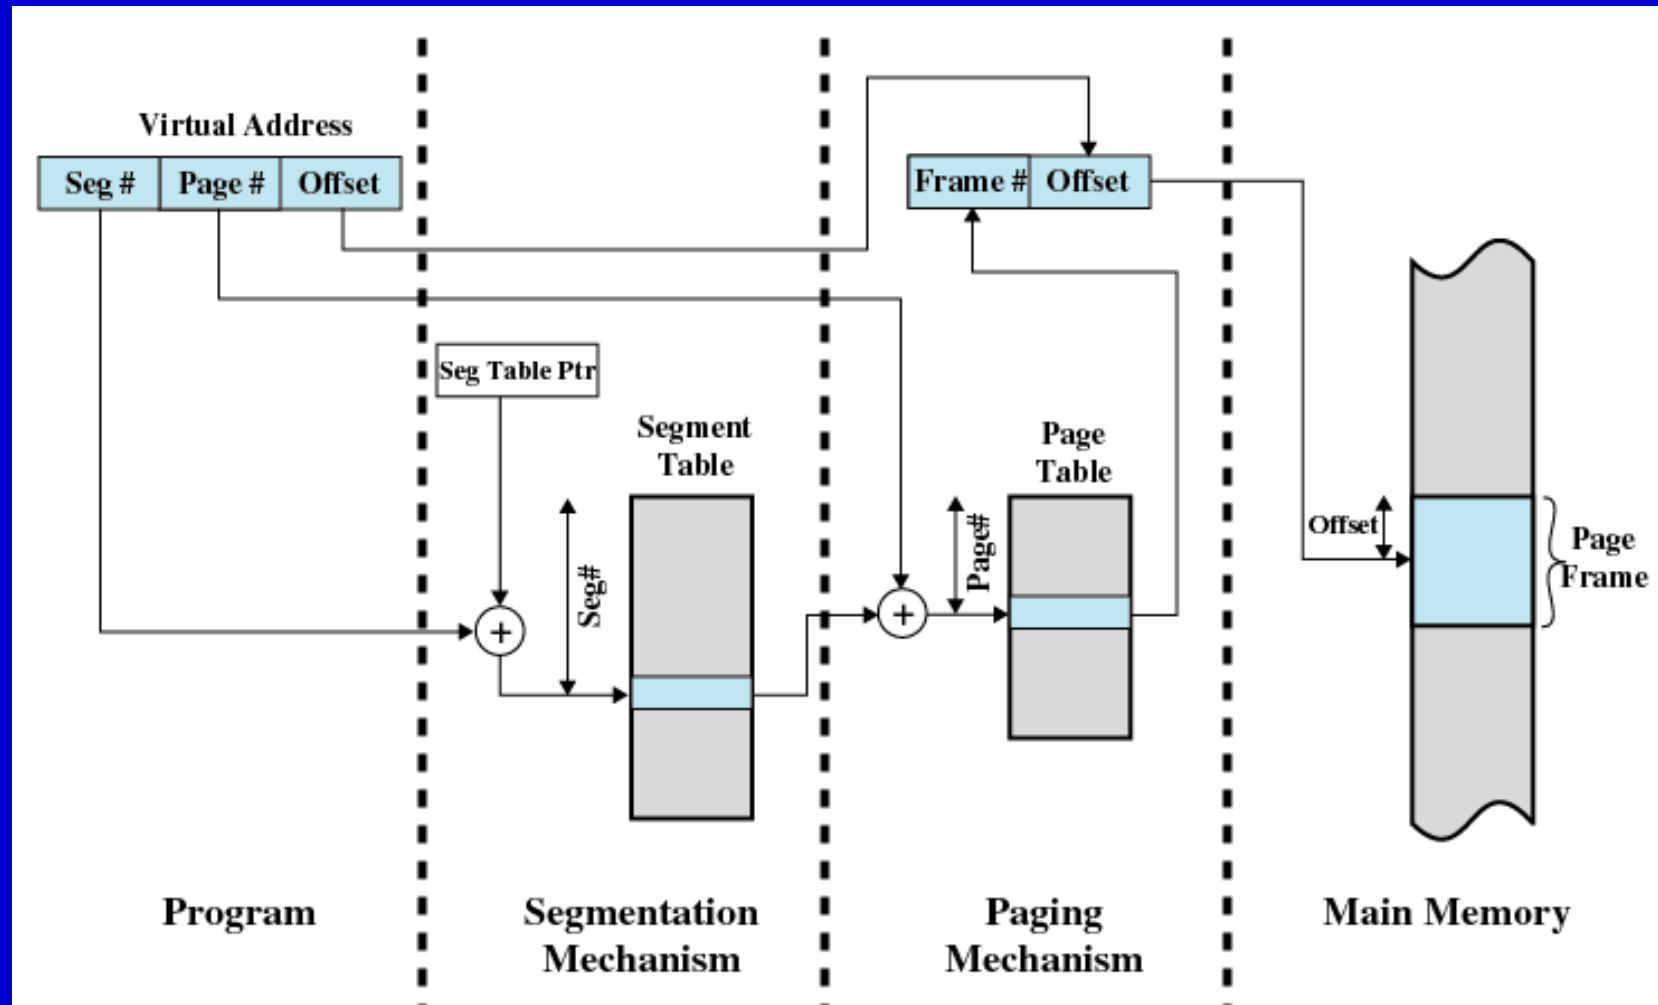 Virtual Address
Seg # Page # Offset
Frame # Offset
Seg Table Ptr
Segment
Table
Page
Table
Seg#
+
Page#
+
Offset
Page
Frame
Program
Segmentation
Mechanism
Paging
Mechanism
Main Memory